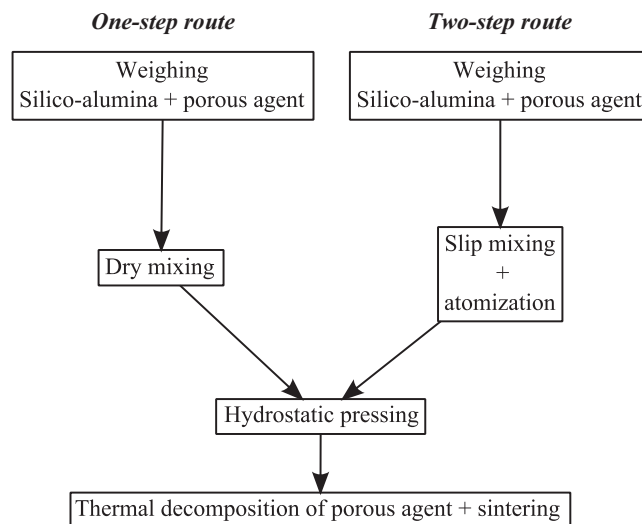 One-step route
Two-step route
Weighing
Silico-alumina + porous agent
Weighing
Silico-alumina + porous agent
Dry mixing
Slip mixing
+
atomization
Hydrostatic pressing
Thermal decomposition of porous agent + sintering